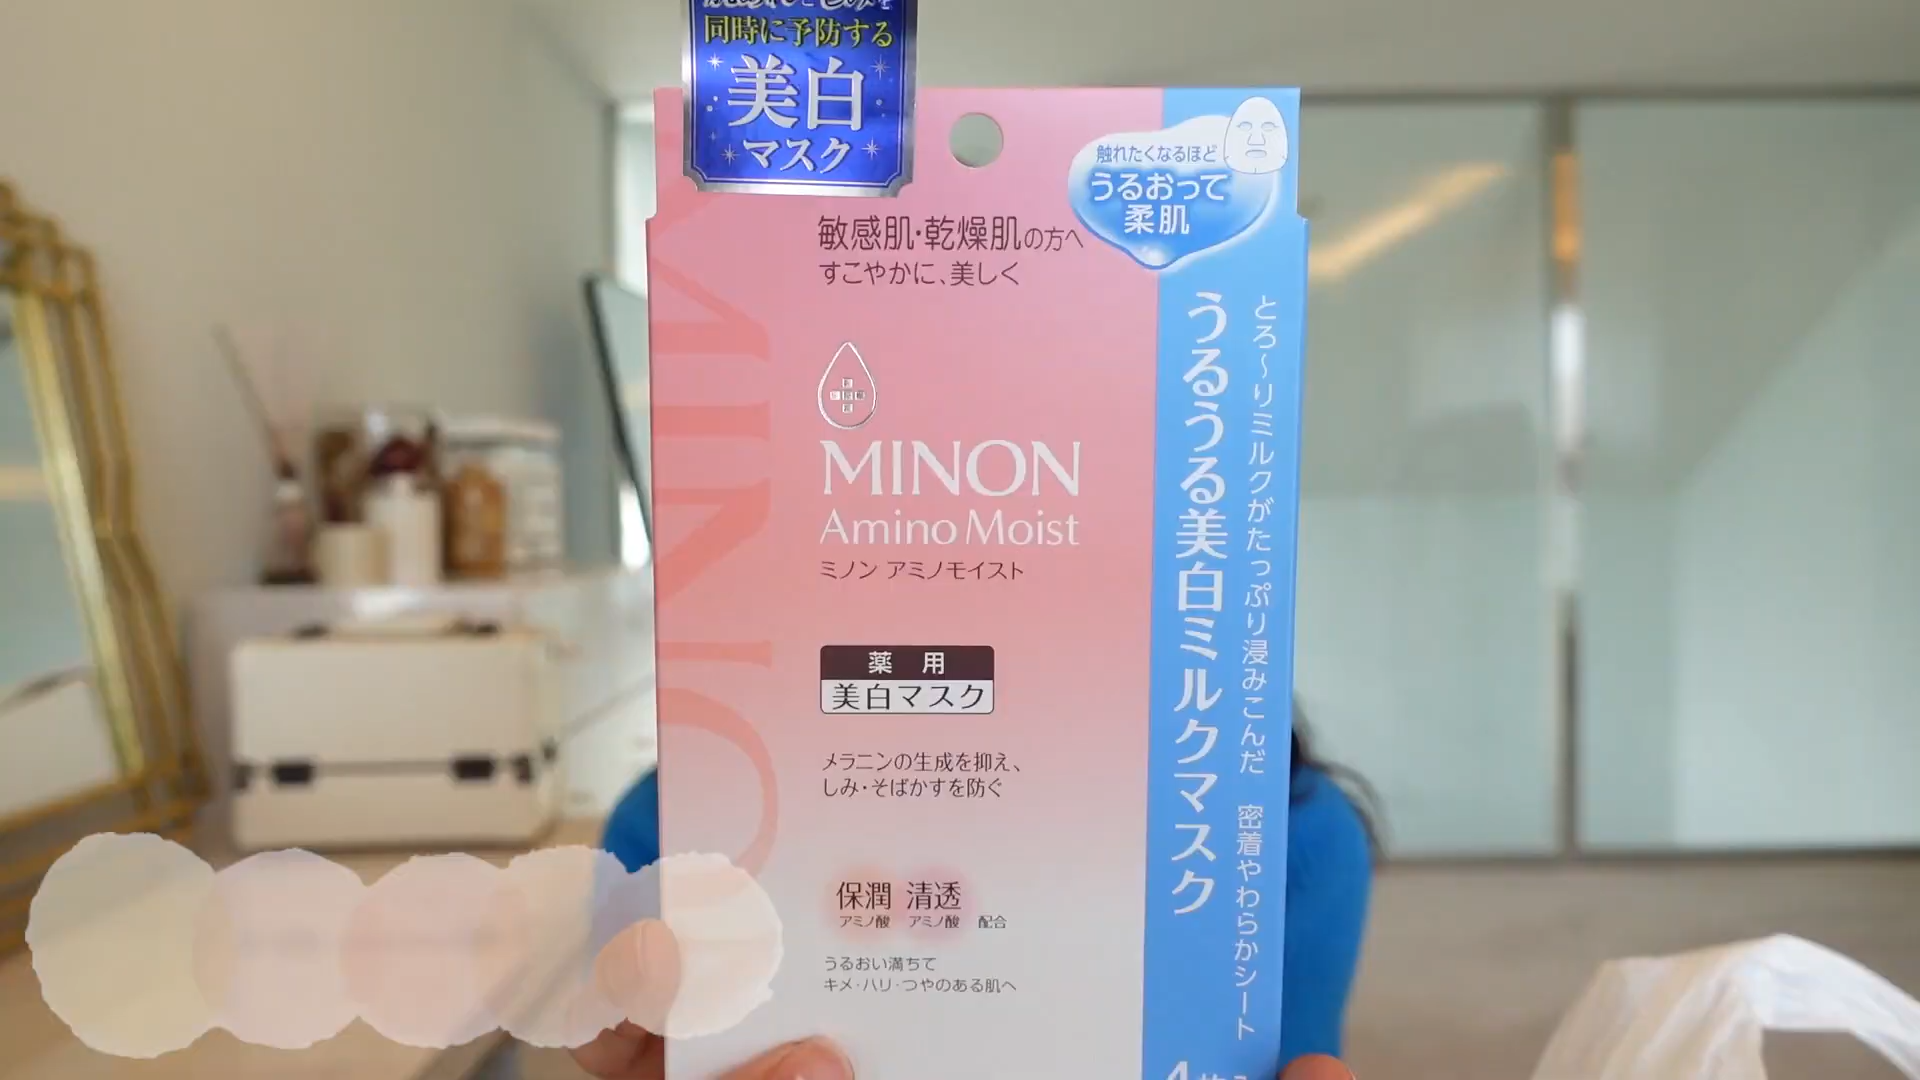 同時に予防する
美白
マスク
触れたくなるほど
うるおって
柔肌
敏感肌・乾燥肌の方へ
すこやかに、美しく
MINON
Amino Moist
ミノン アミノモイスト
薬用
美白マスク
メラニンの生成を抑え、
しみ・そばかすを防ぐ
保潤 清透
アミノ酸 アミノ酸 配合
うるおい満ちて
キメ・ハリ・つやのある肌へ
とろ〜りミルクがたっぷり浸みこんだ 密着やわらかシート
うるうる美白ミルクマスク
MINON